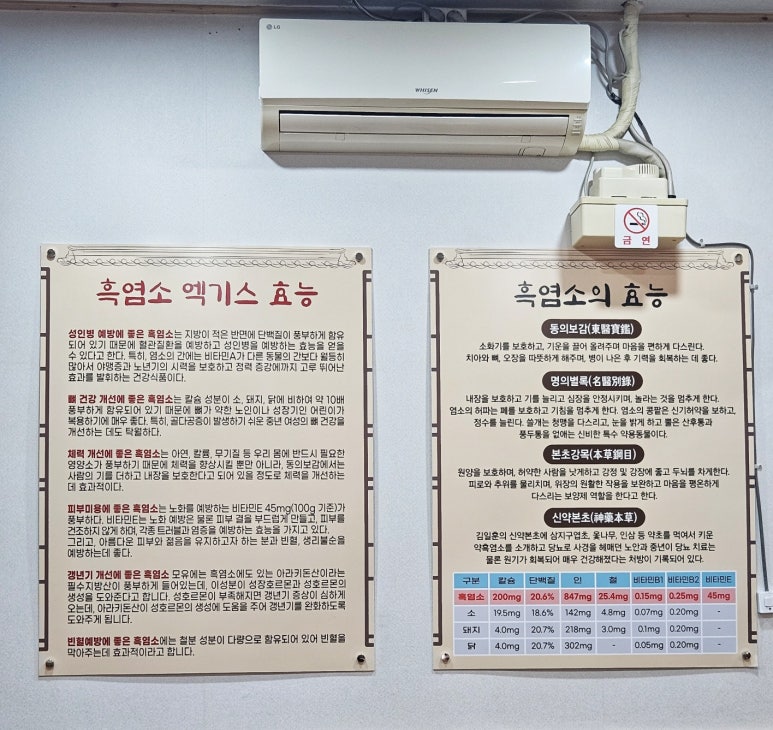 LG
WHISEN
금연
흑염소 엑기스 효능
성인병 예방에 좋은 흑염소는 지방이 적은 반면에 단백질이 풍부하게 함유
되어 있기 때문에 혈관질환을 예방하고 성인병을 예방하는 효능을 얻을
수 있다고 한다. 특히, 염소의 간에는 비타민A가 다른 동물의 간보다 월등히
많아서 야맹증과 노년기의 시력을 보호하고 정력 증강에까지 고루 뛰어난
효과를 발휘하는 건강식품이다.
뼈 건강 개선에 좋은 흑염소는 칼슘 성분이 소, 돼지, 닭에 비하여 약 10배
풍부하게 함유되어 있기 때문에 뼈가 약한 노인이나 성장기인 어린이가
복용하기에 매우 좋다. 특히, 골다공증이 발생하기 쉬운 중년 여성의 뼈 건강을
개선하는 데도 탁월하다.
체력 개선에 좋은 흑염소는 아연, 칼륨, 무기질 등 우리 몸에 반드시 필요한
영양소가 풍부하기 때문에 체력을 향상시킬 뿐만 아니라, 동의보감에서는
사람의 기를 더하고 내장을 보호한다고 되어 있을 정도로 체력을 개선하는
데 효과적이다.
피부미용에 좋은 흑염소는 노화를 예방하는 비타민E 45mg(100g 기준)가
풍부하다. 비타민E는 노화 예방은 물론 피부 결을 부드럽게 만들고, 피부를
건조하지 않게 하며, 각종 트러블과 염증을 예방하는 효능을 가지고 있다.
그리고, 아름다운 피부와 젊음을 유지하고자 하는 분과 빈혈, 생리불순을
예방하는데 좋다.
갱년기 개선에 좋은 흑염소 모유에는 흑염소에도 있는 아라키돈산이라는
필수지방산이 풍부하게 들어있는데, 이성분이 성장호르몬과 성호르몬의
생성을 도와준다고 합니다. 성호르몬이 부족해지면 갱년기 증상이 심하게
오는데, 아라키돈산이 성호르몬의 생성에 도움을 주어 갱년기를 완화하도록
도와주게 됩니다.
빈혈예방에 좋은 흑염소에는 철분 성분이 다량으로 함유되어 있어 빈혈을
막아주는데 효과적이라고 합니다.
흑염소의 효능
동의보감(東醫寶鑑)
소화기를 보호하고, 기운을 끌어 올려주며 마음을 편하게 다스린다.
치아와 뼈, 오장을 따뜻하게 해주며, 병이 나은 후 기력을 회복하는 데 좋다.
명의별록(名醫別錄)
내장을 보호하고 기를 늘리고 심장을 안정시키며, 놀라는 것을 멈추게 한다.
염소의 허파는 폐를 보호하고 기침을 멈추게 한다. 염소의 콩팥은 신기허약을 보하고,
정수를 늘린다. 쓸개는 청맹을 다스리고, 눈을 밝게 하고 뿔은 산후통과
풍두통을 없애는 신비한 특수 약용동물이다.
본초강목(本草鋼目)
원양을 보호하며, 허약한 사람을 낫게하고 강정 및 강장에 좋고 두뇌를 차게한다.
피로와 추위를 물리치며, 위장의 원활한 작용을 보완하고 마음을 평온하게
다스리는 보양제 역할을 한다고 한다.
신약본초(神藥本草)
김일훈의 신약본초에 삼지구엽초, 옻나무, 인삼 등 약초를 먹여서 키운
약흑염소를 소개하고 당뇨로 사경을 헤매던 노안과 중년이 당뇨 치료는
물론 원기가 회복되어 매우 건강해졌다는 처방이 기록되어 있다.
구분 칼슘 단백질 인 철 비타민B1 비타민B2 비타민E
흑염소 200mg 20.6% 847mg 25.4mg 0.15mg 0.25mg 45mg
소 19.5mg 18.6% 142mg 4.8mg 0.07mg 0.20mg -
돼지 4.0mg 20.7% 218mg 3.0mg 0.1mg 0.20mg -
닭 4.0mg 20.7% 302mg - 0.05mg 0.20mg -